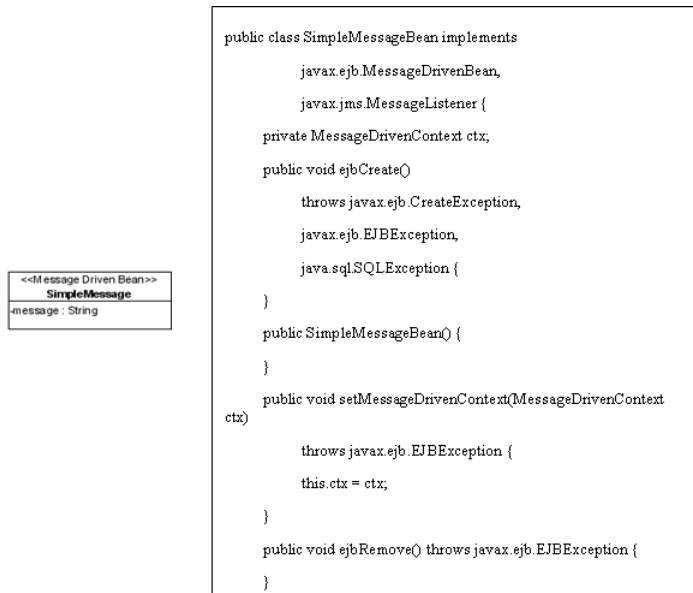 <<Message Driven Bean>>
SimpleMessage
-message : String
public class SimpleMessageBean implements
javax.ejb.MessageDrivenBean,
javax.jms.MessageListener {
private MessageDrivenContext ctx;
public void ejbCreate()
throws javax.ejb.CreateException,
javax.ejb.EJBException,
java.sql.SQLException {
}
public SimpleMessageBean() {
}
public void setMessageDrivenContext(MessageDrivenContext
ctx)
throws javax.ejb.EJBException {
this.ctx = ctx;
}
public void ejbRemove() throws javax.ejb.EJBException {
}